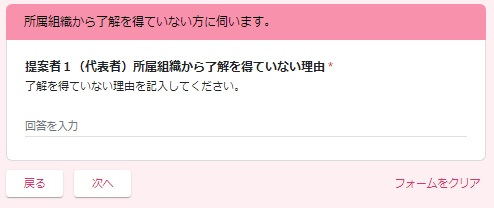 所属組織から了解を得ていない方に伺います。
提案者１（代表者）所属組織から了解を得ていない理由 *
了解を得ていない理由を記入してください。
回答を入力
戻る 次へ フォームをクリア